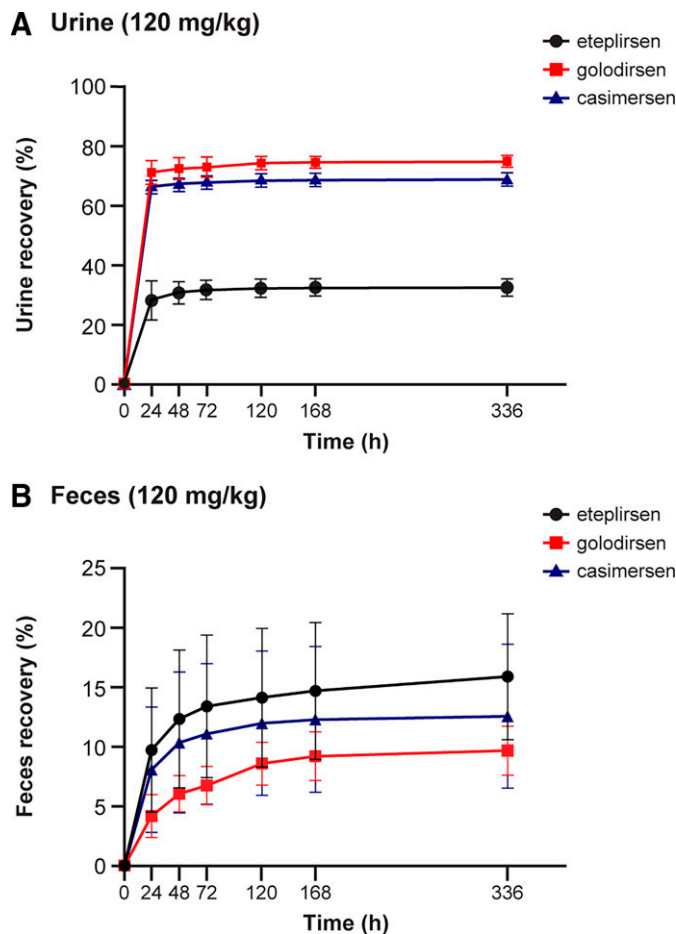 A Urine (120 mg/kg)
eteplirsen
golodirsen
casimersen
100
80
60
40
20
0
Urine recovery (%)
0 24 48 72 120 168 336
Time (h)
B Feces (120 mg/kg)
eteplirsen
golodirsen
casimersen
25
20
15
10
5
0
Feces recovery (%)
0 24 48 72 120 168 336
Time (h)